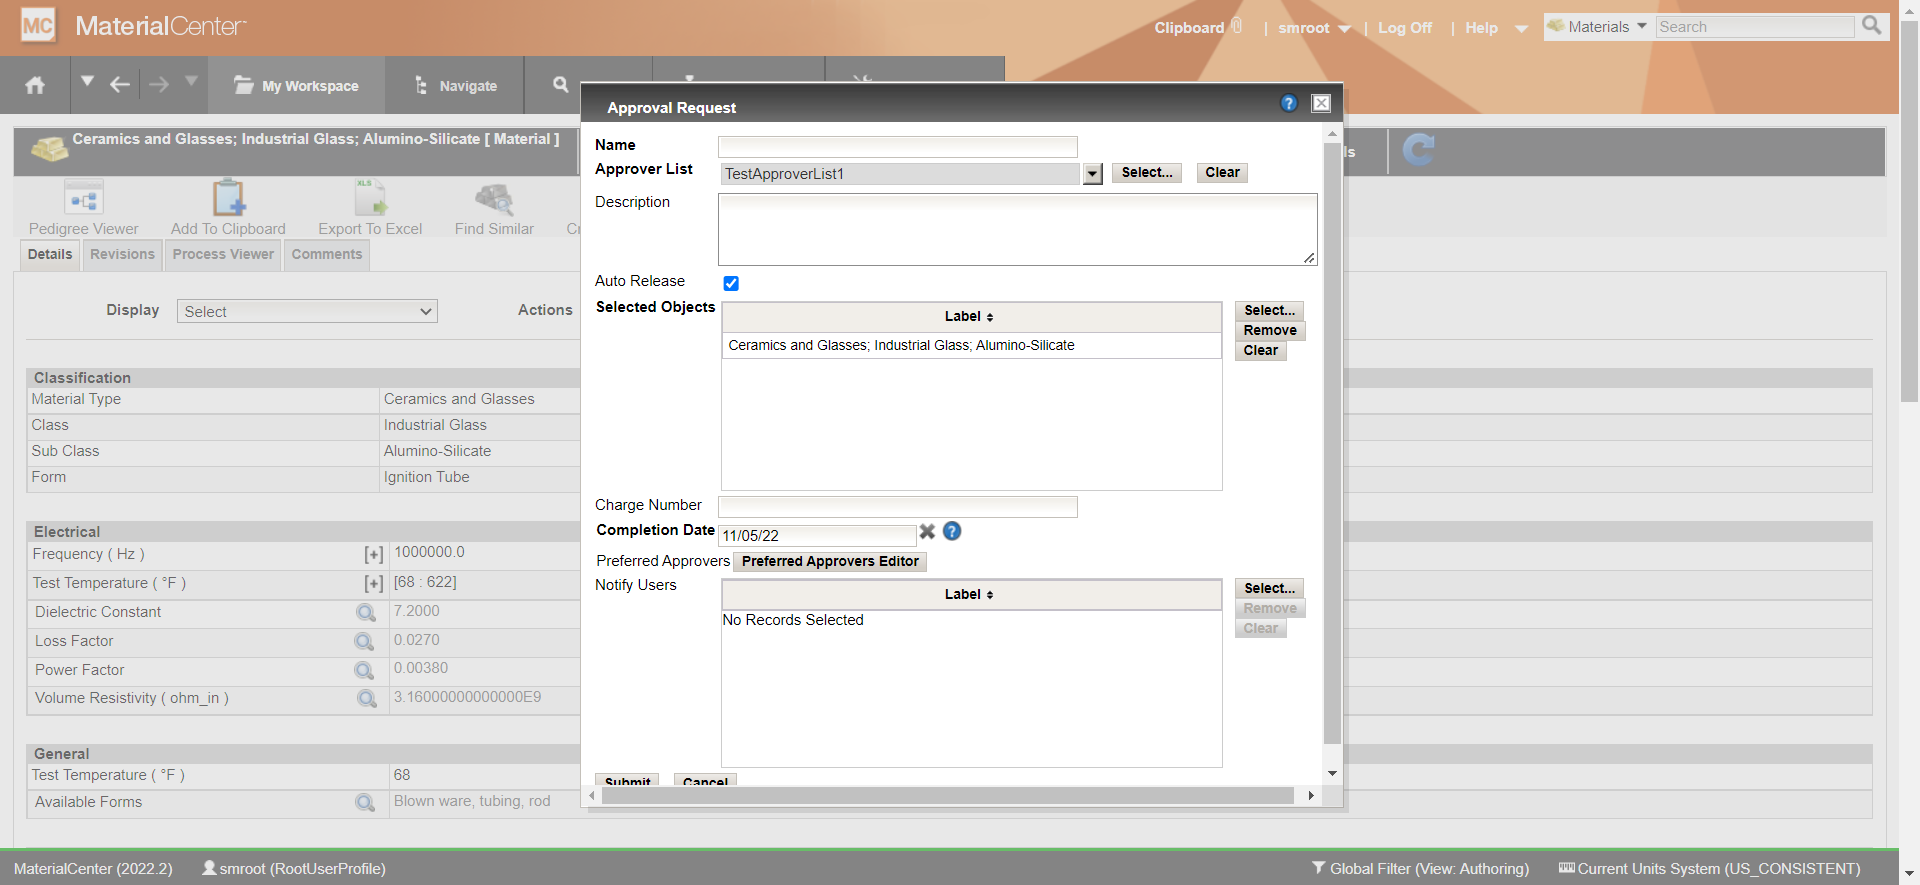 MC MaterialCenter
Clipboard | smroot | Log Off | Help
Materials Search
My Workspace Navigate
Approval Request
Ceramics and Glasses; Industrial Glass; Alumino-Silicate [ Material ]
Pedigree Viewer Add To Clipboard Export To Excel Find Similar
Details Revisions Process Viewer Comments
Display Select Actions
Classification
Material Type Ceramics and Glasses
Class Industrial Glass
Sub Class Alumino-Silicate
Form Ignition Tube
Electrical
Frequency ( Hz ) [+] 1000000.0
Test Temperature ( °F ) [+] [68 : 622]
Dielectric Constant 7.2000
Loss Factor 0.0270
Power Factor 0.00380
Volume Resistivity ( ohm_in ) 3.16000000000000E9
General
Test Temperature ( °F ) 68
Available Forms Blown ware, tubing, rod
Name
Approver List TestApproverList1 Select... Clear
Description
Auto Release
Selected Objects Label Select...
Remove
Clear
Ceramics and Glasses; Industrial Glass; Alumino-Silicate
Charge Number
Completion Date 11/05/22
Preferred Approvers Preferred Approvers Editor
Notify Users Label Select...
Remove
Clear
No Records Selected
Submit Cancel
MaterialCenter (2022.2) smroot (RootUserProfile) Global Filter (View: Authoring) Current Units System (US_CONSISTENT)